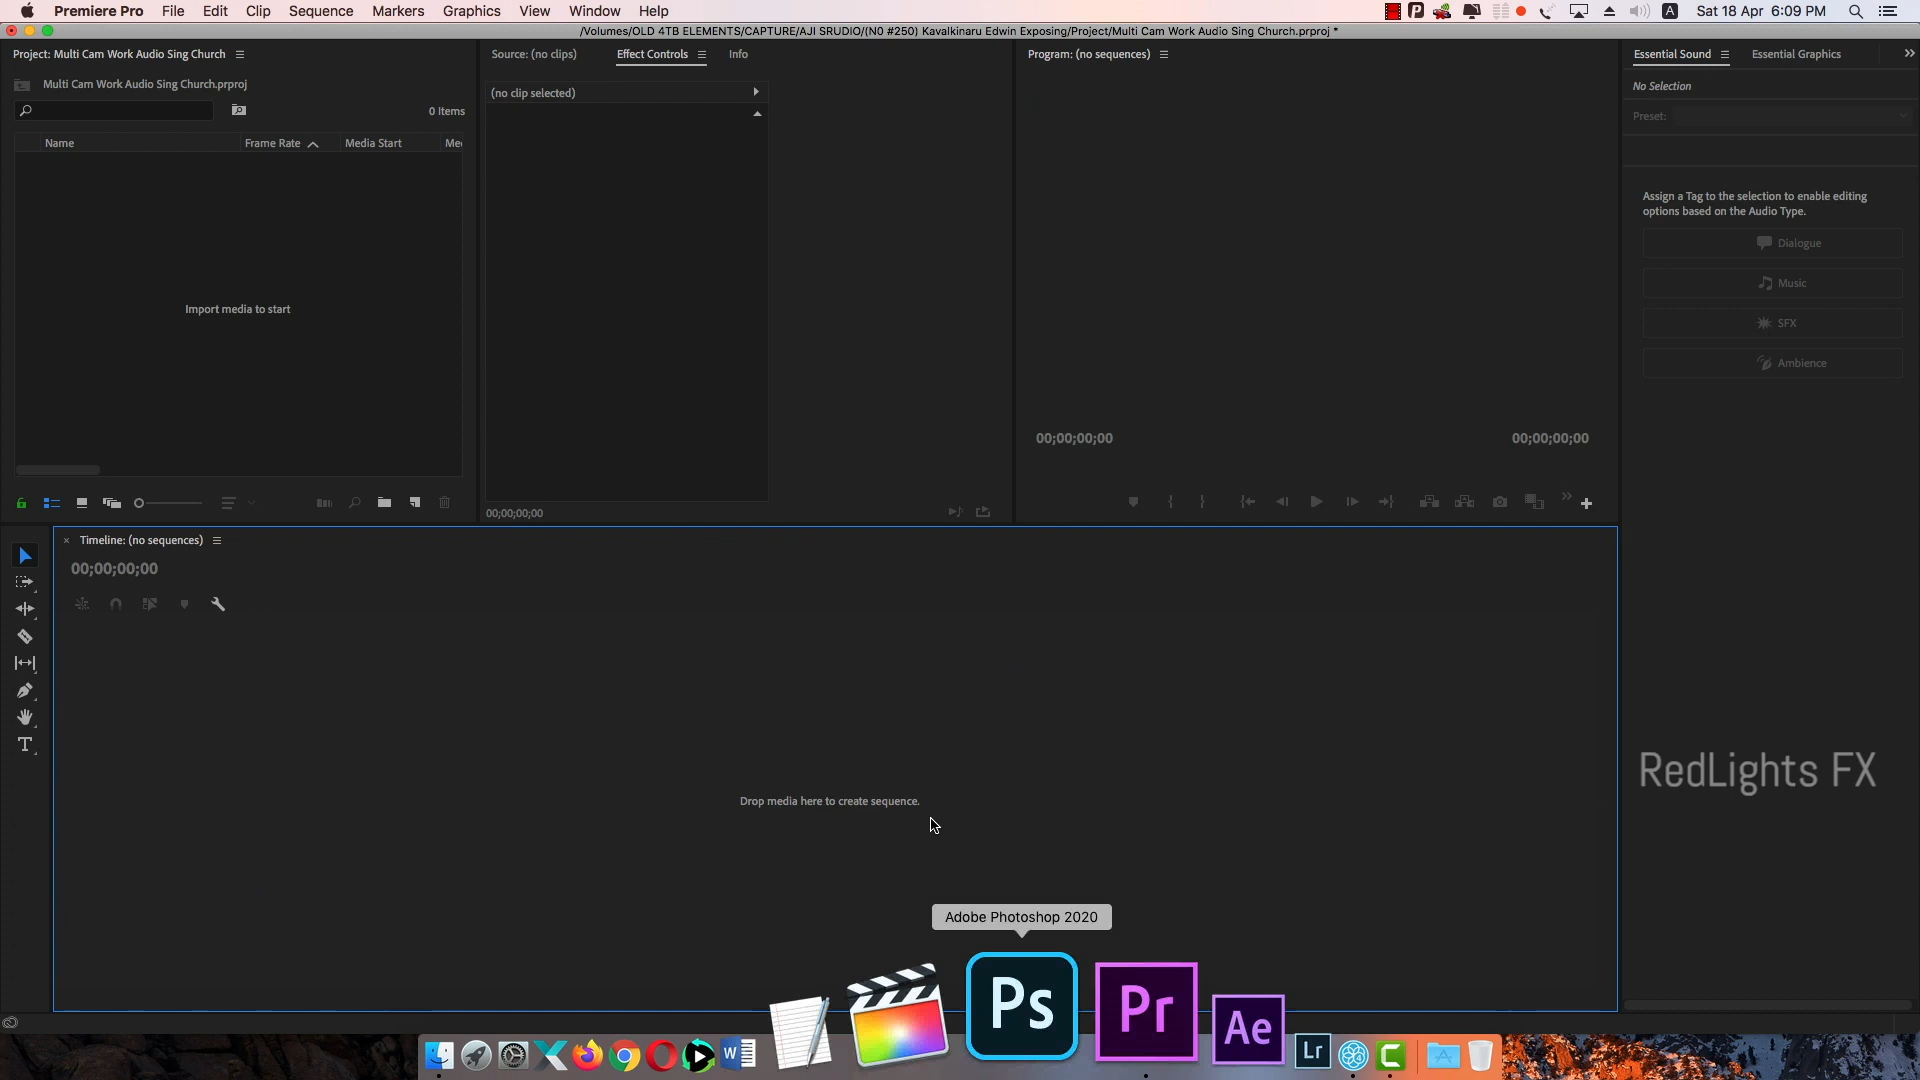 Premiere Pro File Edit Clip Sequence Markers Graphics View Window Help A Sat 18 Apr 6:09 PM
/Volumes/OLD 4TB ELEMENTS/CAPTURE/AJI SRUDIO/(N0 #250) Kavalkinaru Edwin Exposing/Project/Multi Cam Work Audio Sing Church.prproj *
Project: Multi Cam Work Audio Sing Church
Source: (no clips) Effect Controls Info
Program: (no sequences)
Essential Sound Essential Graphics
Multi Cam Work Audio Sing Church.prproj
0 Items
(no clip selected)
No Selection
Preset:
Name Frame Rate Media Start Me
Import media to start
Assign a Tag to the selection to enable editing
options based on the Audio Type.
Dialogue
Music
SFX
Ambience
00;00;00;00 00;00;00;00
00;00;00;00
Timeline: (no sequences)
00;00;00;00
Drop media here to create sequence.
RedLights FX
Adobe Photoshop 2020
Ps Pr Ae Lr